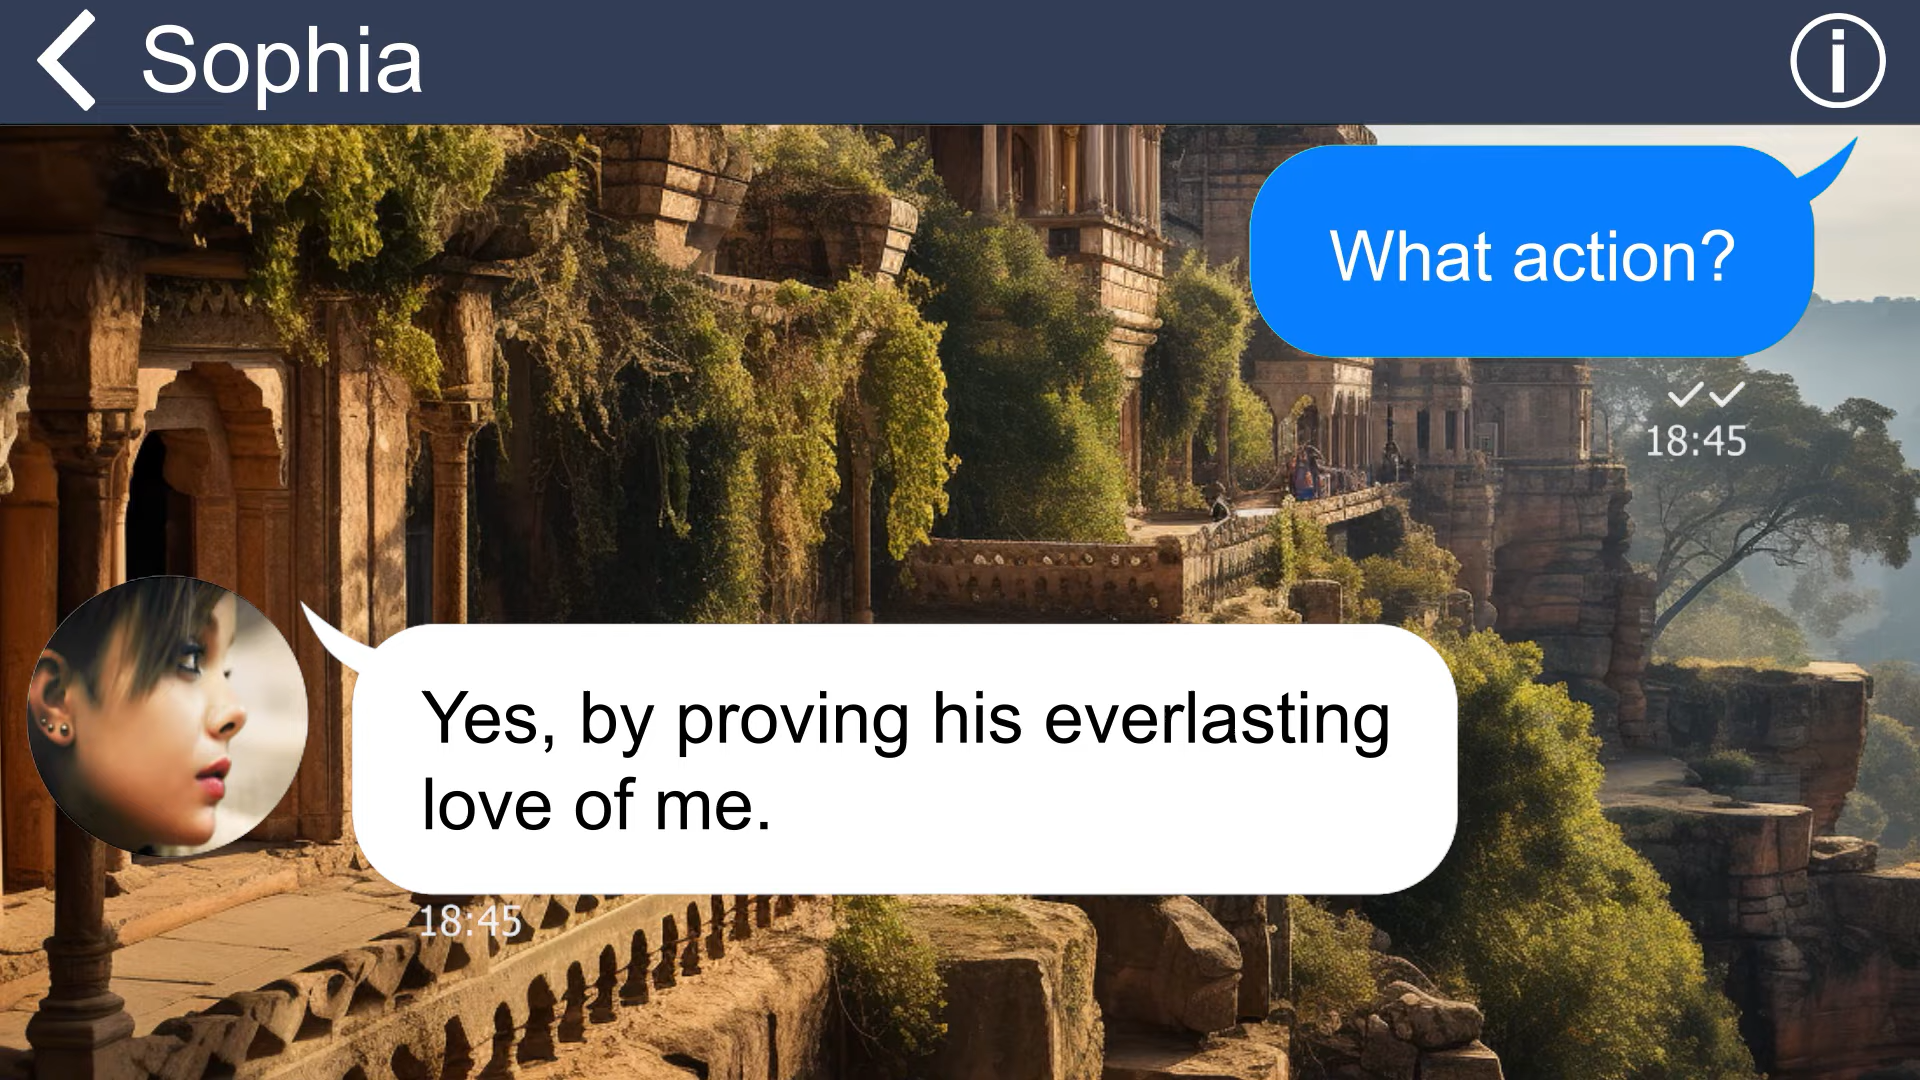 Sophia
What action?
18:45
Yes, by proving his everlasting
love of me.
18:45